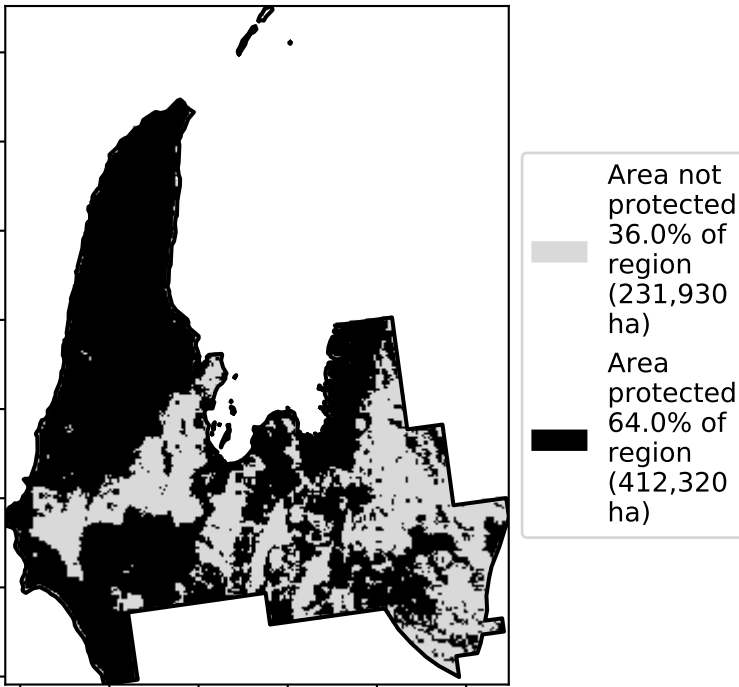 Area not
protected
36.0% of
region
(231,930
ha)
Area
protected
64.0% of
region
(412,320
ha)